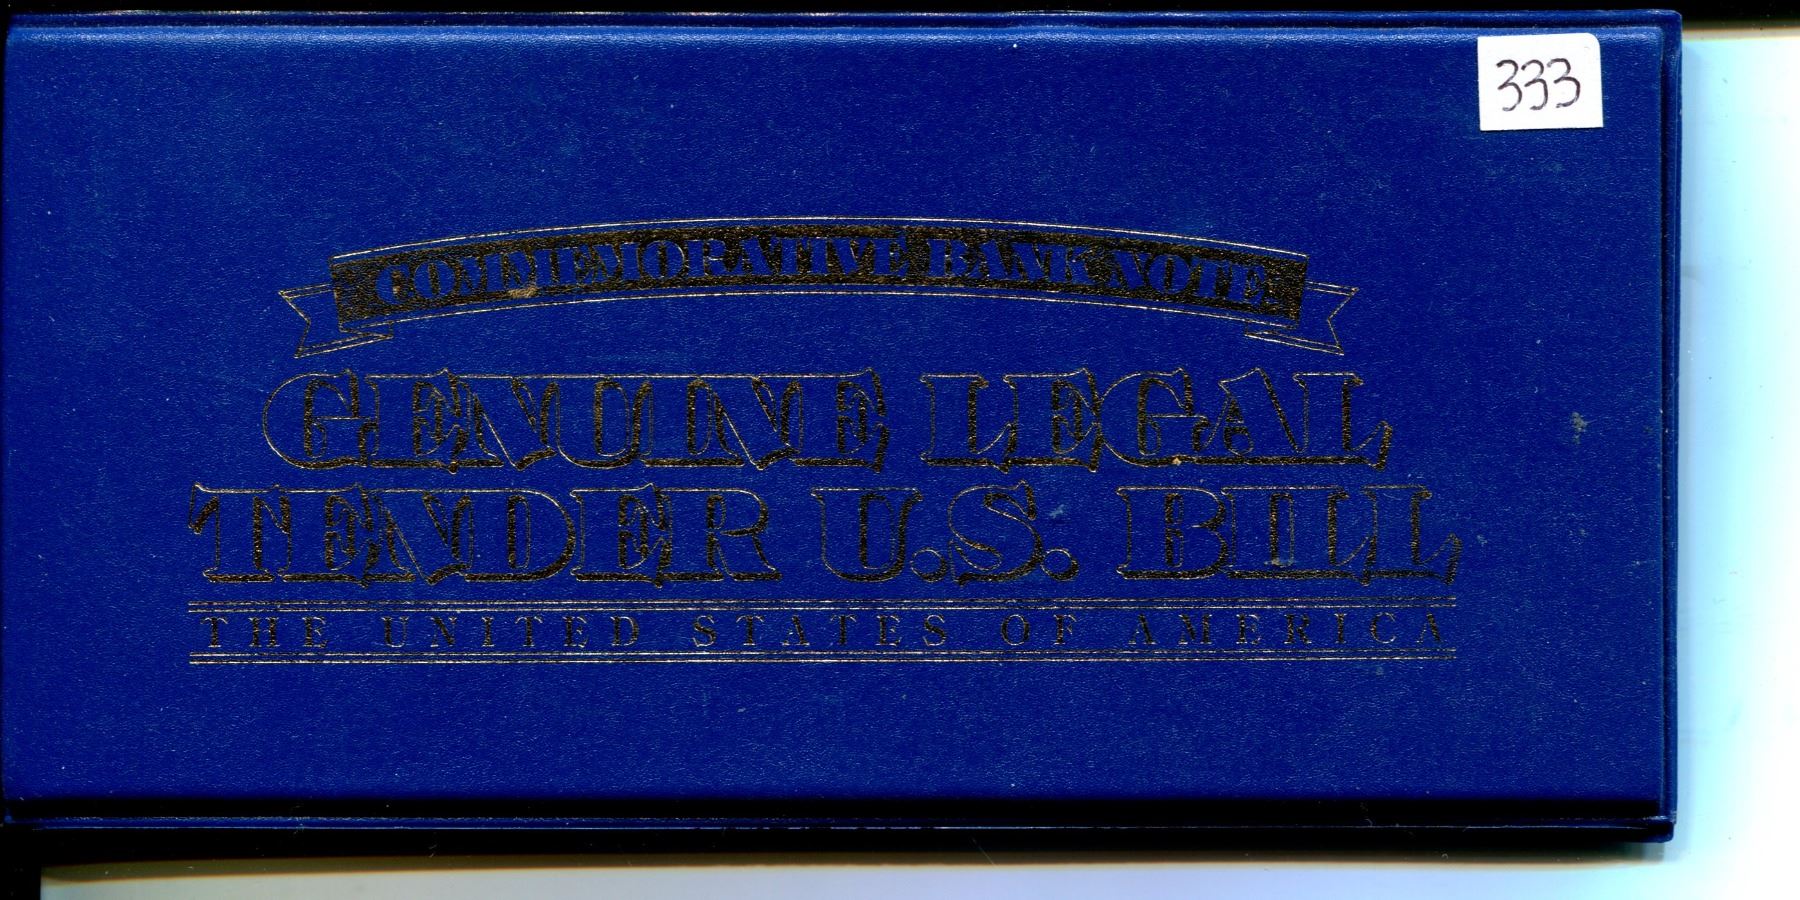 333
COMMEMORATIVE BANK NOTE
GENUINE LEGAL
TENDER U.S. BILL
THE UNITED STATES OF AMERICA